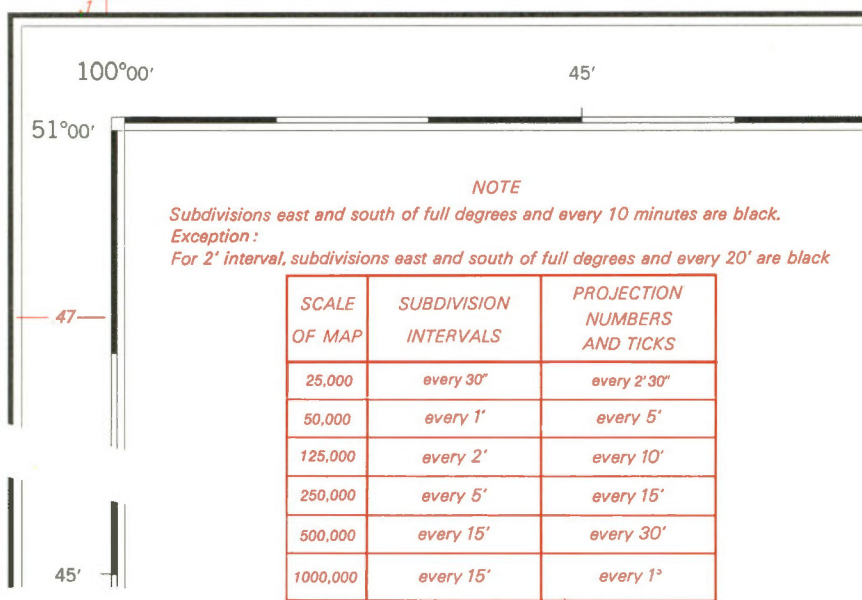 1
100°00' 45'
51°00'
NOTE
Subdivisions east and south of full degrees and every 10 minutes are black.
Exception:
For 2' interval, subdivisions east and south of full degrees and every 20' are black
SCALE OF MAP SUBDIVISION INTERVALS PROJECTION NUMBERS AND TICKS
47
25,000 every 30" every 2'30"
50,000 every 1' every 5'
125,000 every 2' every 10'
250,000 every 5' every 15'
500,000 every 15' every 30'
45'
1000,000 every 15' every 1°